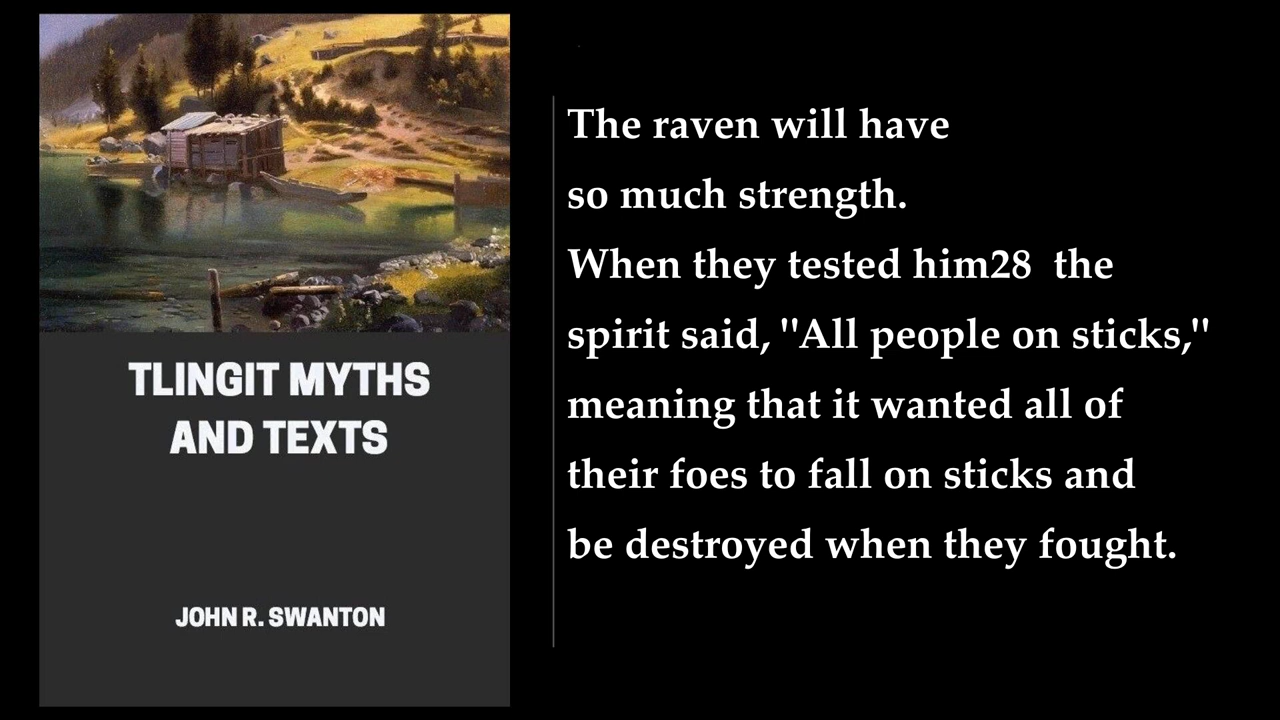 TLINGIT MYTHS
AND TEXTS
JOHN R. SWANTON
The raven will have
so much strength.
When they tested him28  the
spirit said, "All people on sticks,"
meaning that it wanted all of
their foes to fall on sticks and
be destroyed when they fought.